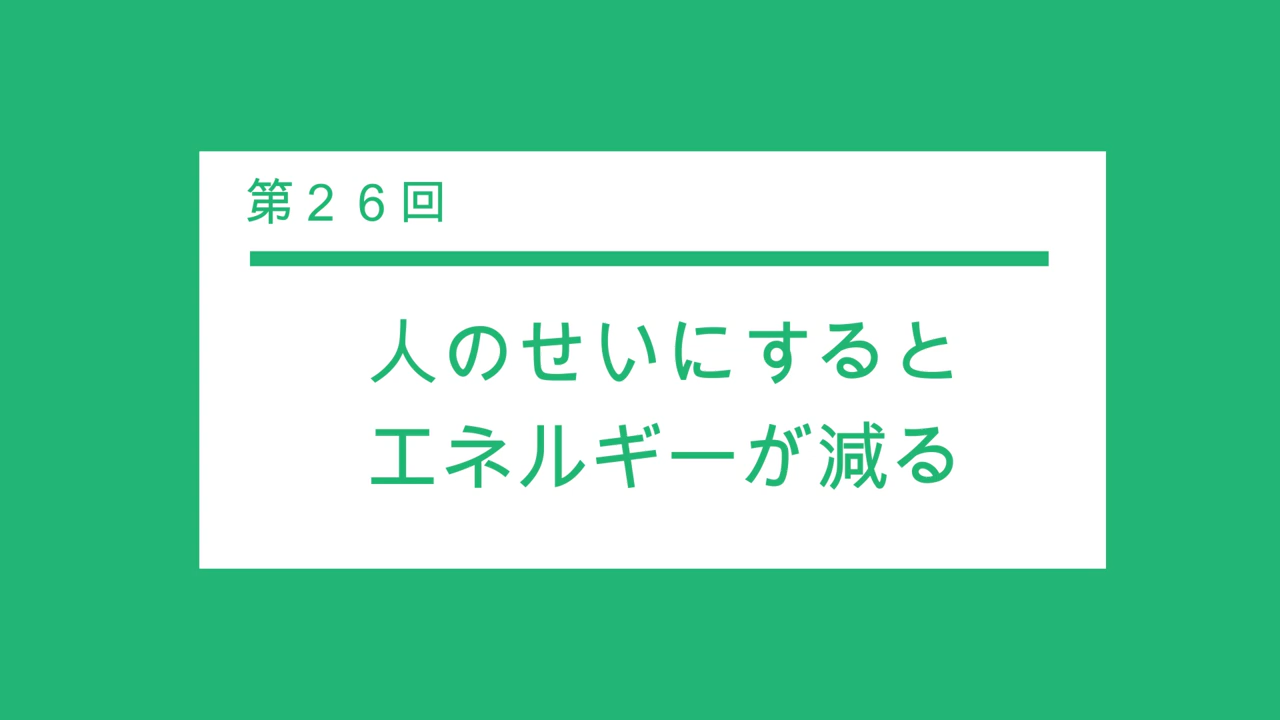 第２６回
人のせいにすると
エネルギーが減る